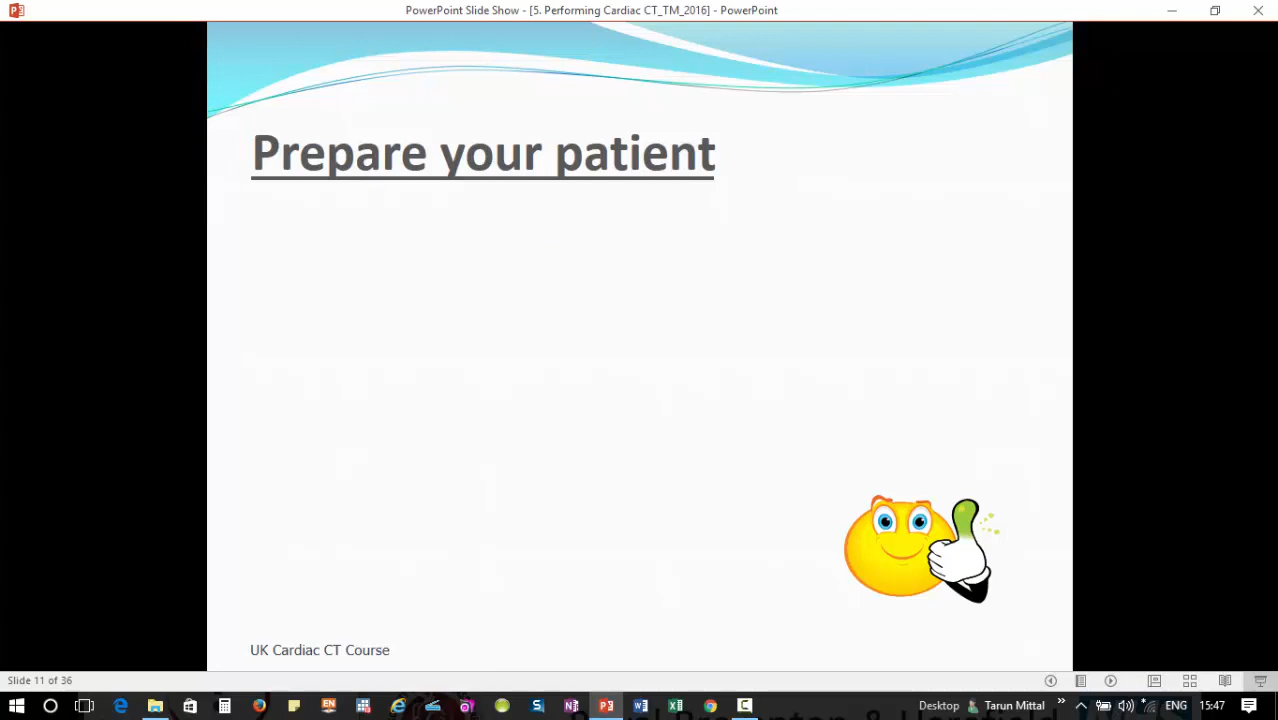 PowerPoint Slide Show - [5. Performing Cardiac CT_TM_2016] - PowerPoint
Prepare your patient
UK Cardiac CT Course
Slide 11 of 36
EN
Desktop
Tarun Mittal
ENG
15:47